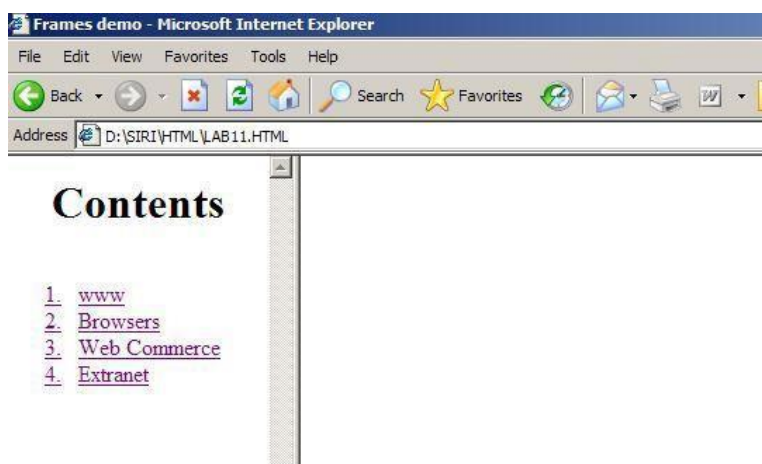 Frames demo - Microsoft Internet Explorer
File Edit View Favorites Tools Help
Back Search Favorites W
Address D:\SIRI\HTML\LAB11.HTML
Contents
1. www
2. Browsers
3. Web Commerce
4. Extranet